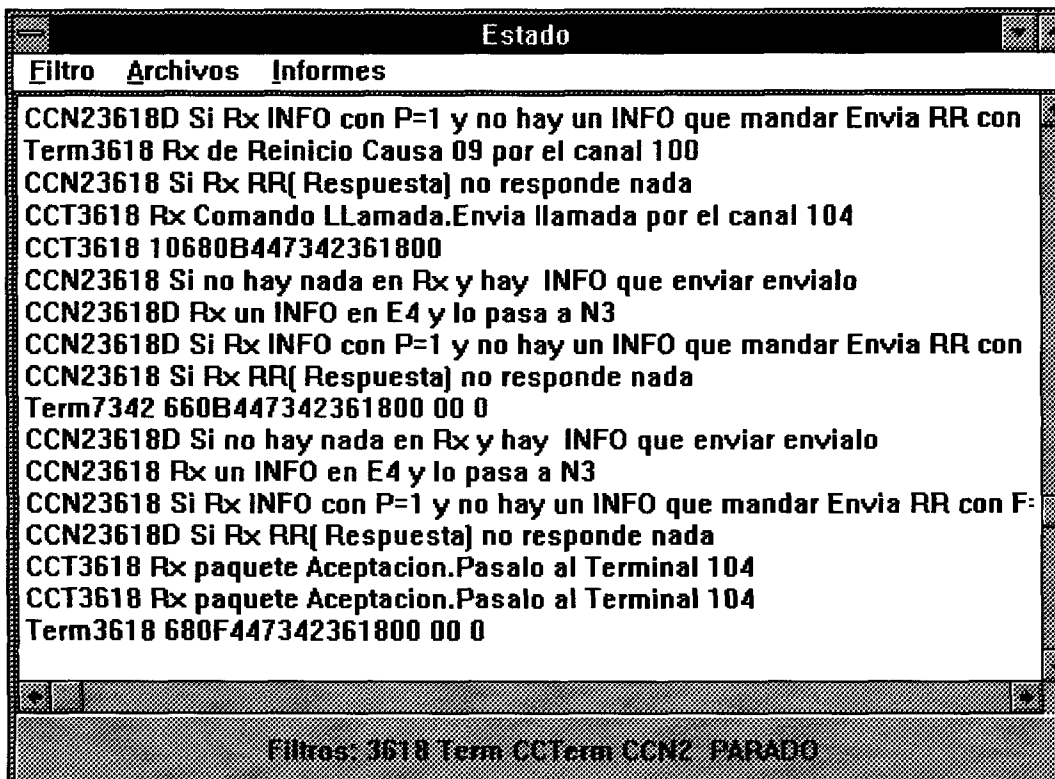 Estado
Filtro Archivos Informes
CCN23618D Si Rx INFO con P=1 y no hay un INFO que mandar Envia RR con
Term3618 Rx de Reinicio Causa 09 por el canal 100
CCN23618 Si Rx RR( Respuesta) no responde nada
CCT3618 Rx Comando LLamada.Envia llamada por el canal 104
CCT3618 10680B447342361800
CCN23618 Si no hay nada en Rx y hay  INFO que enviar envialo
CCN23618D Rx un INFO en E4 y lo pasa a N3
CCN23618D Si Rx INFO con P=1 y no hay un INFO que mandar Envia RR con
CCN23618 Si Rx RR( Respuesta) no responde nada
Term7342 660B447342361800 00 0
CCN23618D Si no hay nada en Rx y hay  INFO que enviar envialo
CCN23618 Rx un INFO en E4 y lo pasa a N3
CCN23618 Si Rx INFO con P=1 y no hay un INFO que mandar Envia RR con F=
CCN23618D Si Rx RR( Respuesta) no responde nada
CCT3618 Rx paquete Aceptacion.Pasalo al Terminal 104
CCT3618 Rx paquete Aceptacion.Pasalo al Terminal 104
Term3618 680F447342361800 00 0
Filtros: 3618 Term CCTerm CCN2  PARADO